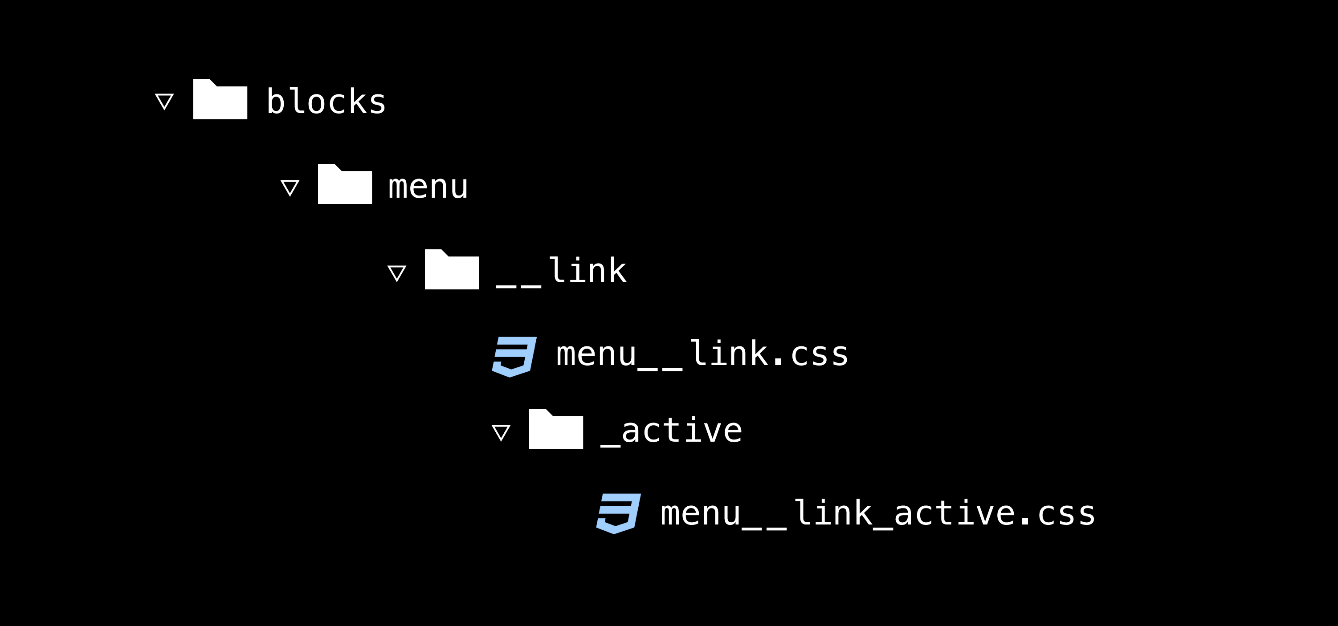 blocks
menu
__link
menu__link.css
_active
menu__link_active.css